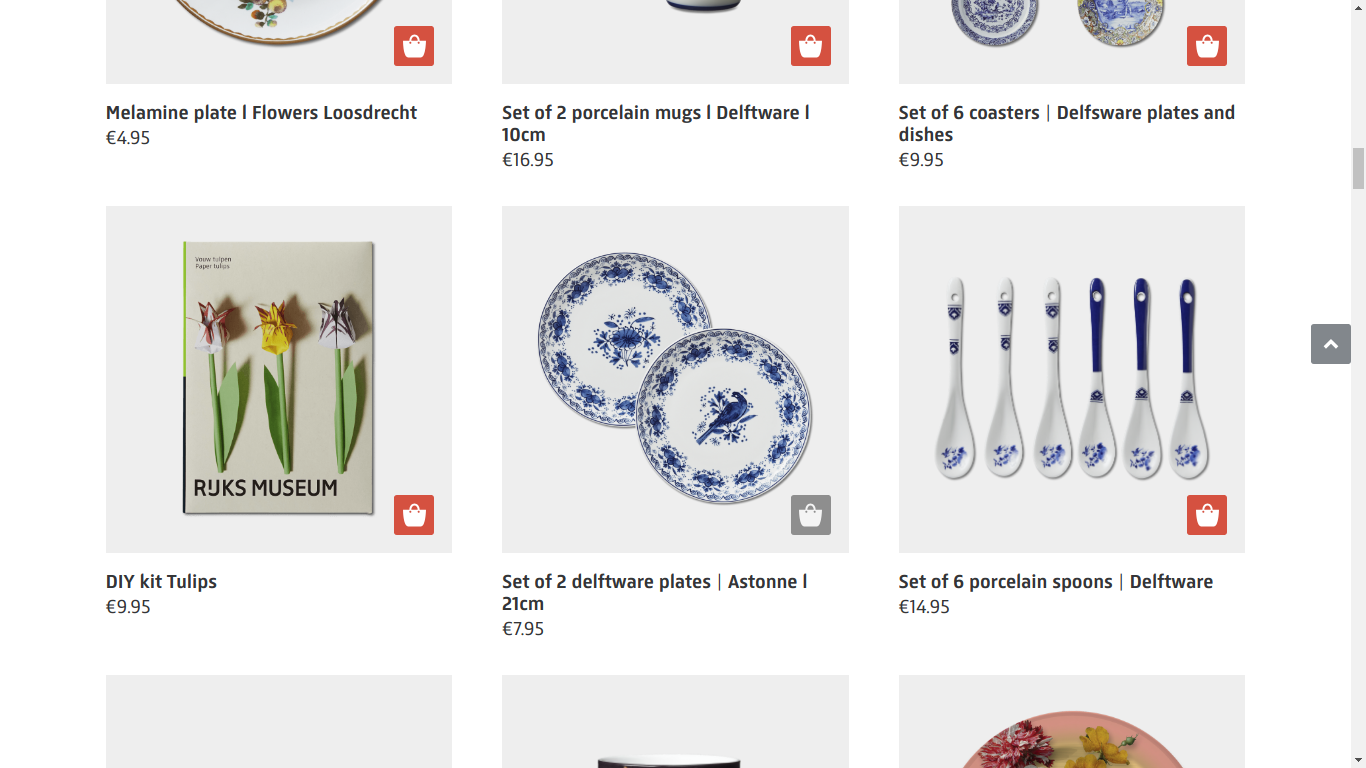 Melamine plate l Flowers Loosdrecht
€4.95
Set of 2 porcelain mugs l Delftware l
10cm
€16.95
Set of 6 coasters | Delfsware plates and
dishes
€9.95
Vouw tulpen
Paper tulips
RIJKS MUSEUM
DIY kit Tulips
€9.95
Set of 2 delftware plates | Astonne l
21cm
€7.95
Set of 6 porcelain spoons | Delftware
€14.95